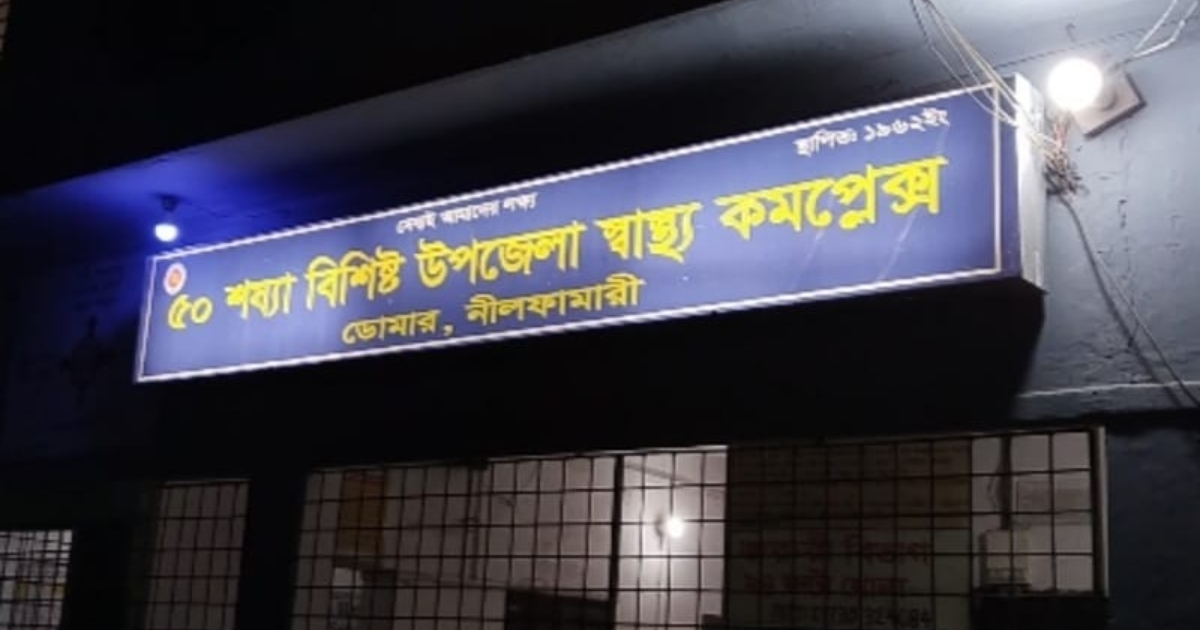 স্থাপিতঃ ১৯৬২ইং
সেবাই আমাদের লক্ষ্য
৫০ শয্যা বিশিষ্ট উপজেলা স্বাস্থ্য কমপ্লেক্স
ডোমার, নীলফামারী